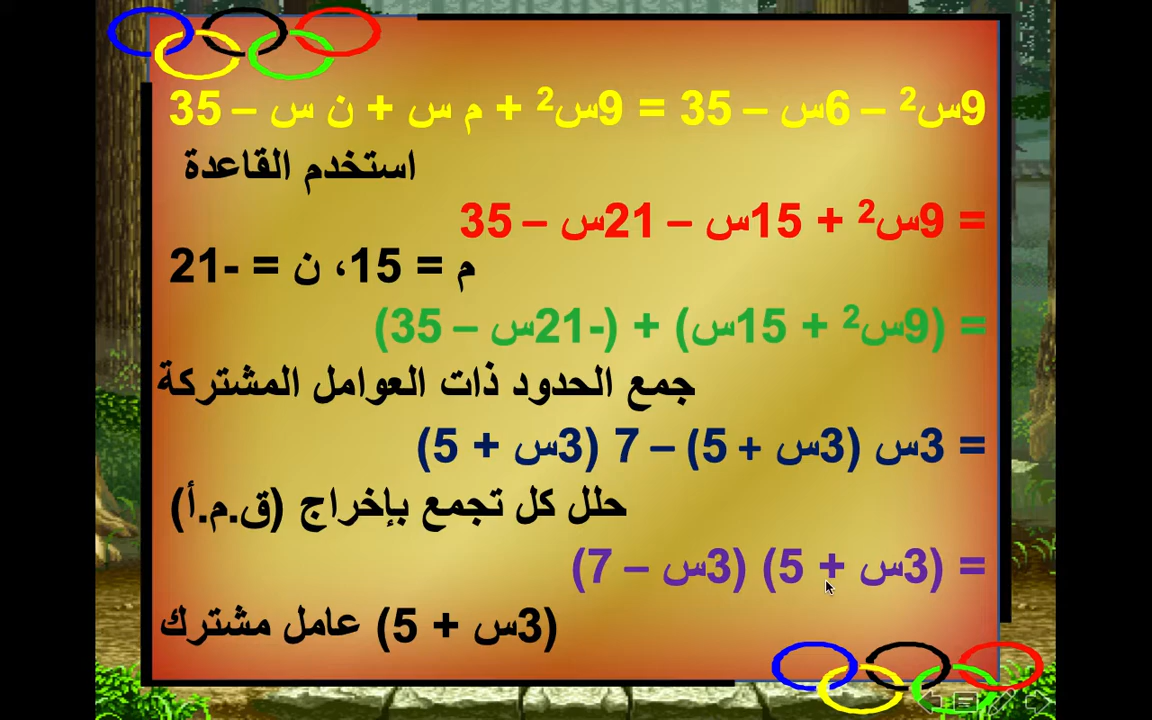 9س² – 6س – 35 = 9س² + م س + ن س – 35
استخدم القاعدة
= 9س² + 15س – 21س – 35
م = 15، ن = -21
= (9س² + 15س) + (-21س – 35)
جمع الحدود ذات العوامل المشتركة
= 3س (3س + 5) – 7 (3س + 5)
حلل كل تجمع بإخراج (ق.م.أ)
= (3س + 5) (3س – 7)
(3س + 5) عامل مشترك